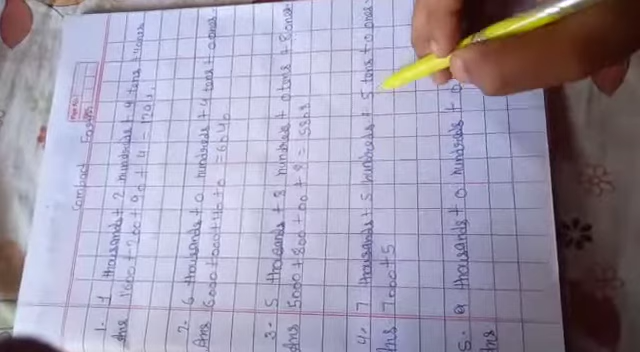 Compact Form
1. 1 thousands + 2 hundreds + 9 tens + 4 ones.
Ans 1000 + 200 + 90 + 4 =
2. 6 thousands + 0 hundreds + 4 tens + 0 ones.
Ans 6000 + 000 + 40 + 0 = 6040
3. 5 thousands + 8 hundreds + 0 tens + 8 ones
Ans 5000 + 800 + 00 + 8 = 5808
4. 7 thousands + 5 hundreds + 5 tens + 0 ones
Ans 7000 + 5
5. 9 thousands + 0 hundreds + 0
Ans